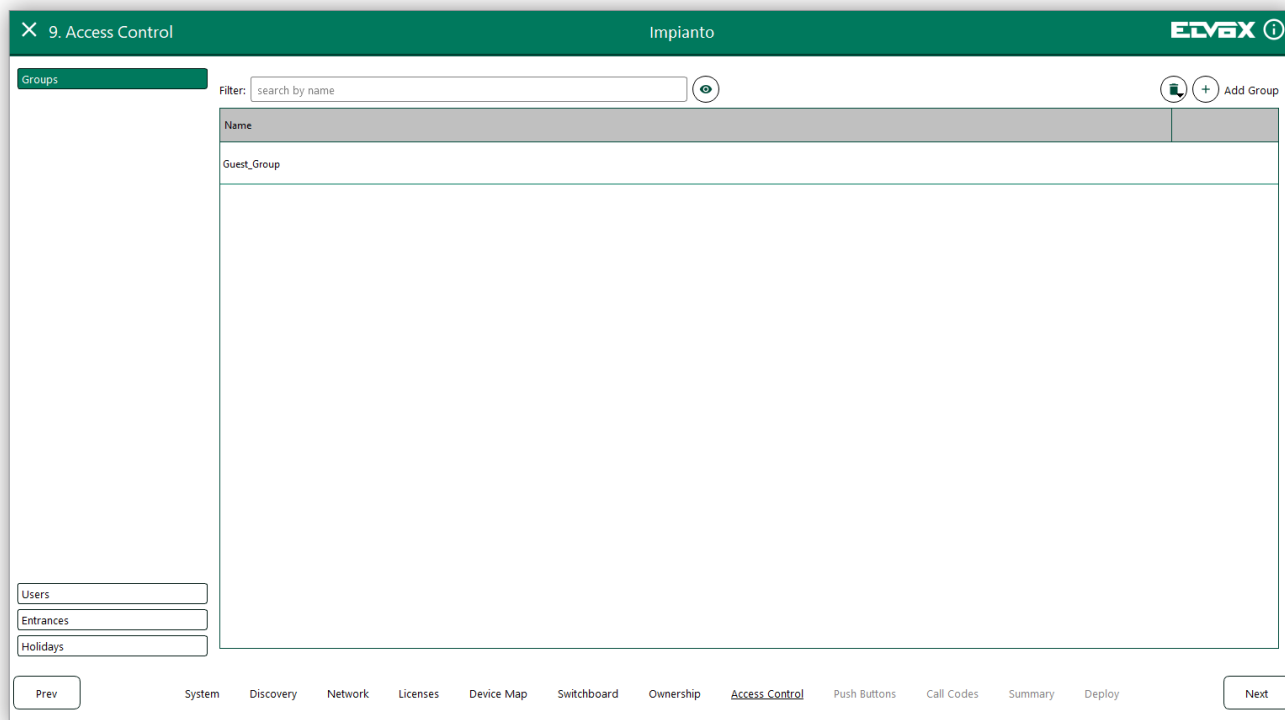 9. Access Control
Impianto
ELVOX
Groups
Filter:
search by name
Add Group
Name
Guest_Group
Users
Entrances
Holidays
Prev
System
Discovery
Network
Licenses
Device Map
Switchboard
Ownership
Access Control
Push Buttons
Call Codes
Summary
Deploy
Next